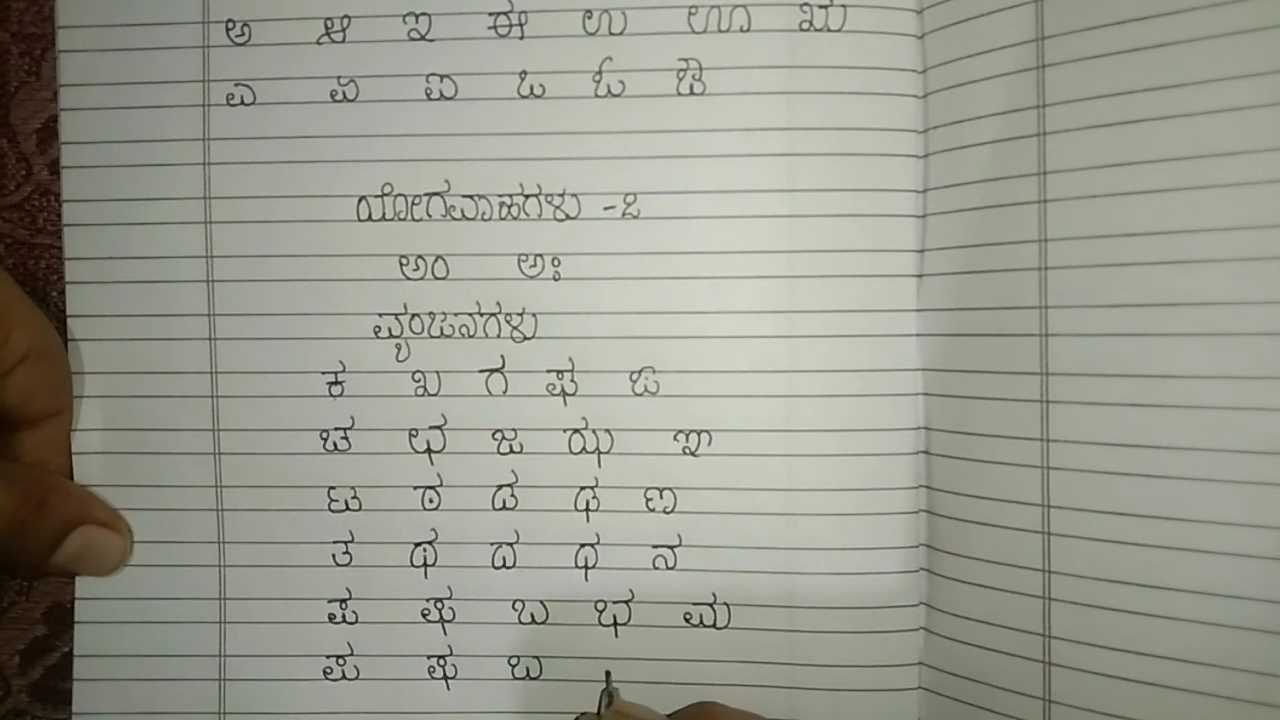 ಅ ಆ ಇ ಈ ಉ ಊ ಋ
ಎ ಏ ಐ ಒ ಓ ಔ
ಯೋಗವಾಹಗಳು -೭
ಅಂ ಅಃ
ವ್ಯಂಜನಗಳು
ಕ ಖ ಗ ಘ ಙ
ಚ ಛ ಜ ಝ ಞ
ಟ ಠ ಡ ಢ ಣ
ತ ಥ ದ ಧ ನ
ಪ ಫ ಬ ಭ ಮ
ಪ ಫ ಬ